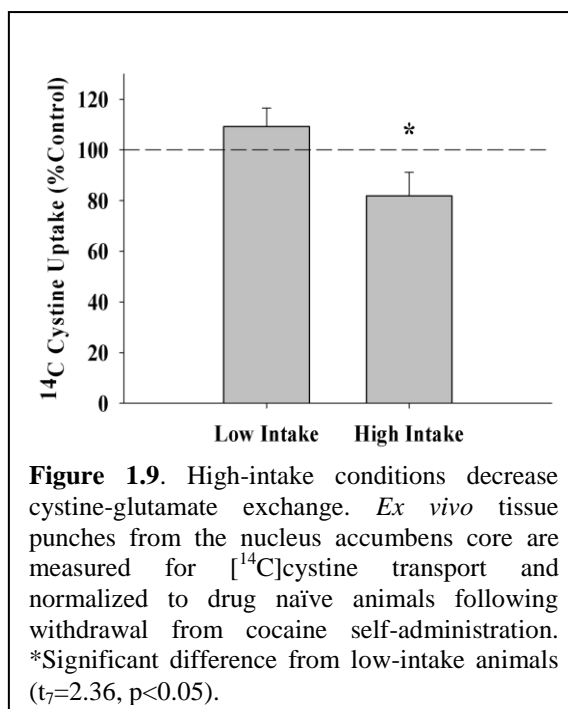 120
100
80
60
40
20
0
*
¹⁴C Cystine Uptake (%Control)
Low Intake High Intake
Figure 1.9. High-intake conditions decrease
cystine-glutamate exchange. Ex vivo tissue
punches from the nucleus accumbens core are
measured for [¹⁴C]cystine transport and
normalized to drug naïve animals following
withdrawal from cocaine self-administration.
*Significant difference from low-intake animals
(t₇=2.36, p<0.05).